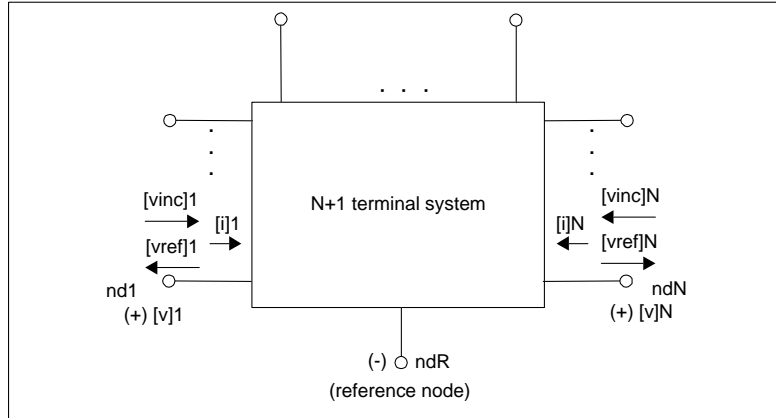 . . .
.
.
.
.
.
.
N+1 terminal system
[vinc]1
[i]1
[vref]1
nd1
(+) [v]1
[vinc]N
[i]N
[vref]N
ndN
(+) [v]N
(-) ndR
(reference node)